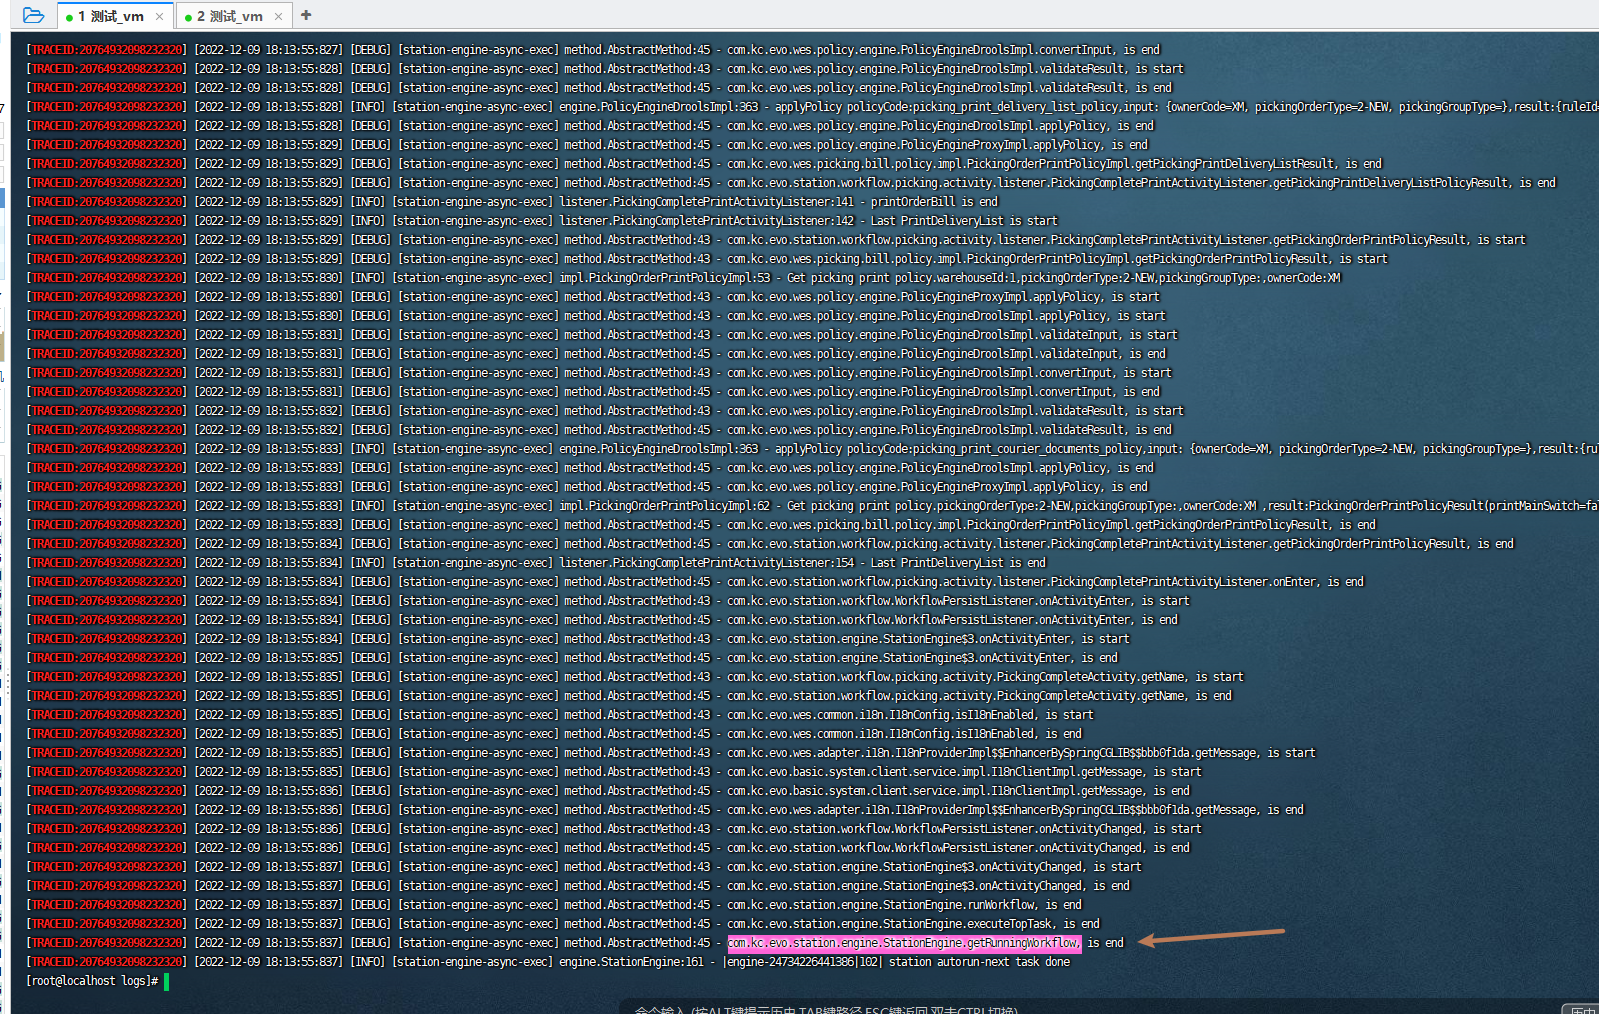 1 测试_vm × 2 测试_vm × +
[TRACEID:20764932098232320] [2022-12-09 18:13:55:827] [DEBUG] [station-engine-async-exec] method.AbstractMethod:45 - com.kc.evo.wes.policy.engine.PolicyEngineDroolsImpl.convertInput, is end
[TRACEID:20764932098232320] [2022-12-09 18:13:55:828] [DEBUG] [station-engine-async-exec] method.AbstractMethod:43 - com.kc.evo.wes.policy.engine.PolicyEngineDroolsImpl.validateResult, is start
[TRACEID:20764932098232320] [2022-12-09 18:13:55:828] [DEBUG] [station-engine-async-exec] method.AbstractMethod:45 - com.kc.evo.wes.policy.engine.PolicyEngineDroolsImpl.validateResult, is end
[TRACEID:20764932098232320] [2022-12-09 18:13:55:828] [INFO] [station-engine-async-exec] engine.PolicyEngineDroolsImpl:363 - applyPolicy policyCode:picking_print_delivery_list_policy,input: {ownerCode=XM, pickingOrderType=2-NEW, pickingGroupType=},result:{ruleId=
[TRACEID:20764932098232320] [2022-12-09 18:13:55:828] [DEBUG] [station-engine-async-exec] method.AbstractMethod:45 - com.kc.evo.wes.policy.engine.PolicyEngineDroolsImpl.applyPolicy, is end
[TRACEID:20764932098232320] [2022-12-09 18:13:55:829] [DEBUG] [station-engine-async-exec] method.AbstractMethod:45 - com.kc.evo.wes.policy.engine.PolicyEngineProxyImpl.applyPolicy, is end
[TRACEID:20764932098232320] [2022-12-09 18:13:55:829] [DEBUG] [station-engine-async-exec] method.AbstractMethod:45 - com.kc.evo.wes.picking.bill.policy.impl.PickingOrderPrintPolicyImpl.getPickingPrintDeliveryListResult, is end
[TRACEID:20764932098232320] [2022-12-09 18:13:55:829] [DEBUG] [station-engine-async-exec] method.AbstractMethod:45 - com.kc.evo.station.workflow.picking.activity.listener.PickingCompletePrintActivityListener.getPickingPrintDeliveryListPolicyResult, is end
[TRACEID:20764932098232320] [2022-12-09 18:13:55:829] [INFO] [station-engine-async-exec] listener.PickingCompletePrintActivityListener:141 - printOrderBill is end
[TRACEID:20764932098232320] [2022-12-09 18:13:55:829] [INFO] [station-engine-async-exec] listener.PickingCompletePrintActivityListener:142 - Last PrintDeliveryList is start
[TRACEID:20764932098232320] [2022-12-09 18:13:55:829] [DEBUG] [station-engine-async-exec] method.AbstractMethod:43 - com.kc.evo.station.workflow.picking.activity.listener.PickingCompletePrintActivityListener.getPickingOrderPrintPolicyResult, is start
[TRACEID:20764932098232320] [2022-12-09 18:13:55:829] [DEBUG] [station-engine-async-exec] method.AbstractMethod:43 - com.kc.evo.wes.picking.bill.policy.impl.PickingOrderPrintPolicyImpl.getPickingOrderPrintPolicyResult, is start
[TRACEID:20764932098232320] [2022-12-09 18:13:55:830] [INFO] [station-engine-async-exec] impl.PickingOrderPrintPolicyImpl:53 - Get picking print policy.warehouseId:1,pickingOrderType:2-NEW,pickingGroupType:,ownerCode:XM
[TRACEID:20764932098232320] [2022-12-09 18:13:55:830] [DEBUG] [station-engine-async-exec] method.AbstractMethod:43 - com.kc.evo.wes.policy.engine.PolicyEngineProxyImpl.applyPolicy, is start
[TRACEID:20764932098232320] [2022-12-09 18:13:55:830] [DEBUG] [station-engine-async-exec] method.AbstractMethod:43 - com.kc.evo.wes.policy.engine.PolicyEngineDroolsImpl.applyPolicy, is start
[TRACEID:20764932098232320] [2022-12-09 18:13:55:831] [DEBUG] [station-engine-async-exec] method.AbstractMethod:43 - com.kc.evo.wes.policy.engine.PolicyEngineDroolsImpl.validateInput, is start
[TRACEID:20764932098232320] [2022-12-09 18:13:55:831] [DEBUG] [station-engine-async-exec] method.AbstractMethod:45 - com.kc.evo.wes.policy.engine.PolicyEngineDroolsImpl.validateInput, is end
[TRACEID:20764932098232320] [2022-12-09 18:13:55:831] [DEBUG] [station-engine-async-exec] method.AbstractMethod:43 - com.kc.evo.wes.policy.engine.PolicyEngineDroolsImpl.convertInput, is start
[TRACEID:20764932098232320] [2022-12-09 18:13:55:831] [DEBUG] [station-engine-async-exec] method.AbstractMethod:45 - com.kc.evo.wes.policy.engine.PolicyEngineDroolsImpl.convertInput, is end
[TRACEID:20764932098232320] [2022-12-09 18:13:55:832] [DEBUG] [station-engine-async-exec] method.AbstractMethod:43 - com.kc.evo.wes.policy.engine.PolicyEngineDroolsImpl.validateResult, is start
[TRACEID:20764932098232320] [2022-12-09 18:13:55:832] [DEBUG] [station-engine-async-exec] method.AbstractMethod:45 - com.kc.evo.wes.policy.engine.PolicyEngineDroolsImpl.validateResult, is end
[TRACEID:20764932098232320] [2022-12-09 18:13:55:833] [INFO] [station-engine-async-exec] engine.PolicyEngineDroolsImpl:363 - applyPolicy policyCode:picking_print_courier_documents_policy,input: {ownerCode=XM, pickingOrderType=2-NEW, pickingGroupType=},result:{ru
[TRACEID:20764932098232320] [2022-12-09 18:13:55:833] [DEBUG] [station-engine-async-exec] method.AbstractMethod:45 - com.kc.evo.wes.policy.engine.PolicyEngineDroolsImpl.applyPolicy, is end
[TRACEID:20764932098232320] [2022-12-09 18:13:55:833] [DEBUG] [station-engine-async-exec] method.AbstractMethod:45 - com.kc.evo.wes.policy.engine.PolicyEngineProxyImpl.applyPolicy, is end
[TRACEID:20764932098232320] [2022-12-09 18:13:55:833] [INFO] [station-engine-async-exec] impl.PickingOrderPrintPolicyImpl:62 - Get picking print policy.pickingOrderType:2-NEW,pickingGroupType:,ownerCode:XM ,result:PickingOrderPrintPolicyResult(printMainSwitch=fa
[TRACEID:20764932098232320] [2022-12-09 18:13:55:833] [DEBUG] [station-engine-async-exec] method.AbstractMethod:45 - com.kc.evo.wes.picking.bill.policy.impl.PickingOrderPrintPolicyImpl.getPickingOrderPrintPolicyResult, is end
[TRACEID:20764932098232320] [2022-12-09 18:13:55:834] [DEBUG] [station-engine-async-exec] method.AbstractMethod:45 - com.kc.evo.station.workflow.picking.activity.listener.PickingCompletePrintActivityListener.getPickingOrderPrintPolicyResult, is end
[TRACEID:20764932098232320] [2022-12-09 18:13:55:834] [INFO] [station-engine-async-exec] listener.PickingCompletePrintActivityListener:154 - Last PrintDeliveryList is end
[TRACEID:20764932098232320] [2022-12-09 18:13:55:834] [DEBUG] [station-engine-async-exec] method.AbstractMethod:45 - com.kc.evo.station.workflow.picking.activity.listener.PickingCompletePrintActivityListener.onEnter, is end
[TRACEID:20764932098232320] [2022-12-09 18:13:55:834] [DEBUG] [station-engine-async-exec] method.AbstractMethod:43 - com.kc.evo.station.workflow.WorkflowPersistListener.onActivityEnter, is start
[TRACEID:20764932098232320] [2022-12-09 18:13:55:834] [DEBUG] [station-engine-async-exec] method.AbstractMethod:45 - com.kc.evo.station.workflow.WorkflowPersistListener.onActivityEnter, is end
[TRACEID:20764932098232320] [2022-12-09 18:13:55:834] [DEBUG] [station-engine-async-exec] method.AbstractMethod:43 - com.kc.evo.station.engine.StationEngine$3.onActivityEnter, is start
[TRACEID:20764932098232320] [2022-12-09 18:13:55:835] [DEBUG] [station-engine-async-exec] method.AbstractMethod:45 - com.kc.evo.station.engine.StationEngine$3.onActivityEnter, is end
[TRACEID:20764932098232320] [2022-12-09 18:13:55:835] [DEBUG] [station-engine-async-exec] method.AbstractMethod:43 - com.kc.evo.station.workflow.picking.activity.PickingCompleteActivity.getName, is start
[TRACEID:20764932098232320] [2022-12-09 18:13:55:835] [DEBUG] [station-engine-async-exec] method.AbstractMethod:45 - com.kc.evo.station.workflow.picking.activity.PickingCompleteActivity.getName, is end
[TRACEID:20764932098232320] [2022-12-09 18:13:55:835] [DEBUG] [station-engine-async-exec] method.AbstractMethod:43 - com.kc.evo.wes.common.i18n.I18nConfig.isI18nEnabled, is start
[TRACEID:20764932098232320] [2022-12-09 18:13:55:835] [DEBUG] [station-engine-async-exec] method.AbstractMethod:45 - com.kc.evo.wes.common.i18n.I18nConfig.isI18nEnabled, is end
[TRACEID:20764932098232320] [2022-12-09 18:13:55:835] [DEBUG] [station-engine-async-exec] method.AbstractMethod:43 - com.kc.evo.wes.adapter.i18n.I18nProviderImpl$$EnhancerBySpringCGLIB$$bbb0f1da.getMessage, is start
[TRACEID:20764932098232320] [2022-12-09 18:13:55:835] [DEBUG] [station-engine-async-exec] method.AbstractMethod:43 - com.kc.evo.basic.system.client.service.impl.I18nClientImpl.getMessage, is start
[TRACEID:20764932098232320] [2022-12-09 18:13:55:836] [DEBUG] [station-engine-async-exec] method.AbstractMethod:45 - com.kc.evo.basic.system.client.service.impl.I18nClientImpl.getMessage, is end
[TRACEID:20764932098232320] [2022-12-09 18:13:55:836] [DEBUG] [station-engine-async-exec] method.AbstractMethod:45 - com.kc.evo.wes.adapter.i18n.I18nProviderImpl$$EnhancerBySpringCGLIB$$bbb0f1da.getMessage, is end
[TRACEID:20764932098232320] [2022-12-09 18:13:55:836] [DEBUG] [station-engine-async-exec] method.AbstractMethod:43 - com.kc.evo.station.workflow.WorkflowPersistListener.onActivityChanged, is start
[TRACEID:20764932098232320] [2022-12-09 18:13:55:836] [DEBUG] [station-engine-async-exec] method.AbstractMethod:45 - com.kc.evo.station.workflow.WorkflowPersistListener.onActivityChanged, is end
[TRACEID:20764932098232320] [2022-12-09 18:13:55:837] [DEBUG] [station-engine-async-exec] method.AbstractMethod:43 - com.kc.evo.station.engine.StationEngine$3.onActivityChanged, is start
[TRACEID:20764932098232320] [2022-12-09 18:13:55:837] [DEBUG] [station-engine-async-exec] method.AbstractMethod:45 - com.kc.evo.station.engine.StationEngine$3.onActivityChanged, is end
[TRACEID:20764932098232320] [2022-12-09 18:13:55:837] [DEBUG] [station-engine-async-exec] method.AbstractMethod:45 - com.kc.evo.station.engine.StationEngine.runWorkflow, is end
[TRACEID:20764932098232320] [2022-12-09 18:13:55:837] [DEBUG] [station-engine-async-exec] method.AbstractMethod:45 - com.kc.evo.station.engine.StationEngine.executeTopTask, is end
[TRACEID:20764932098232320] [2022-12-09 18:13:55:837] [DEBUG] [station-engine-async-exec] method.AbstractMethod:45 - com.kc.evo.station.engine.StationEngine.getRunningWorkflow, is end
[TRACEID:20764932098232320] [2022-12-09 18:13:55:837] [INFO] [station-engine-async-exec] engine.StationEngine:161 - |engine-24734226441386|102| station autorun-next task done
[root@localhost logs]#
命令输入 (按ALT键提示历史,TAB键路径,ESC键返回,双击CTRL切换)
历史